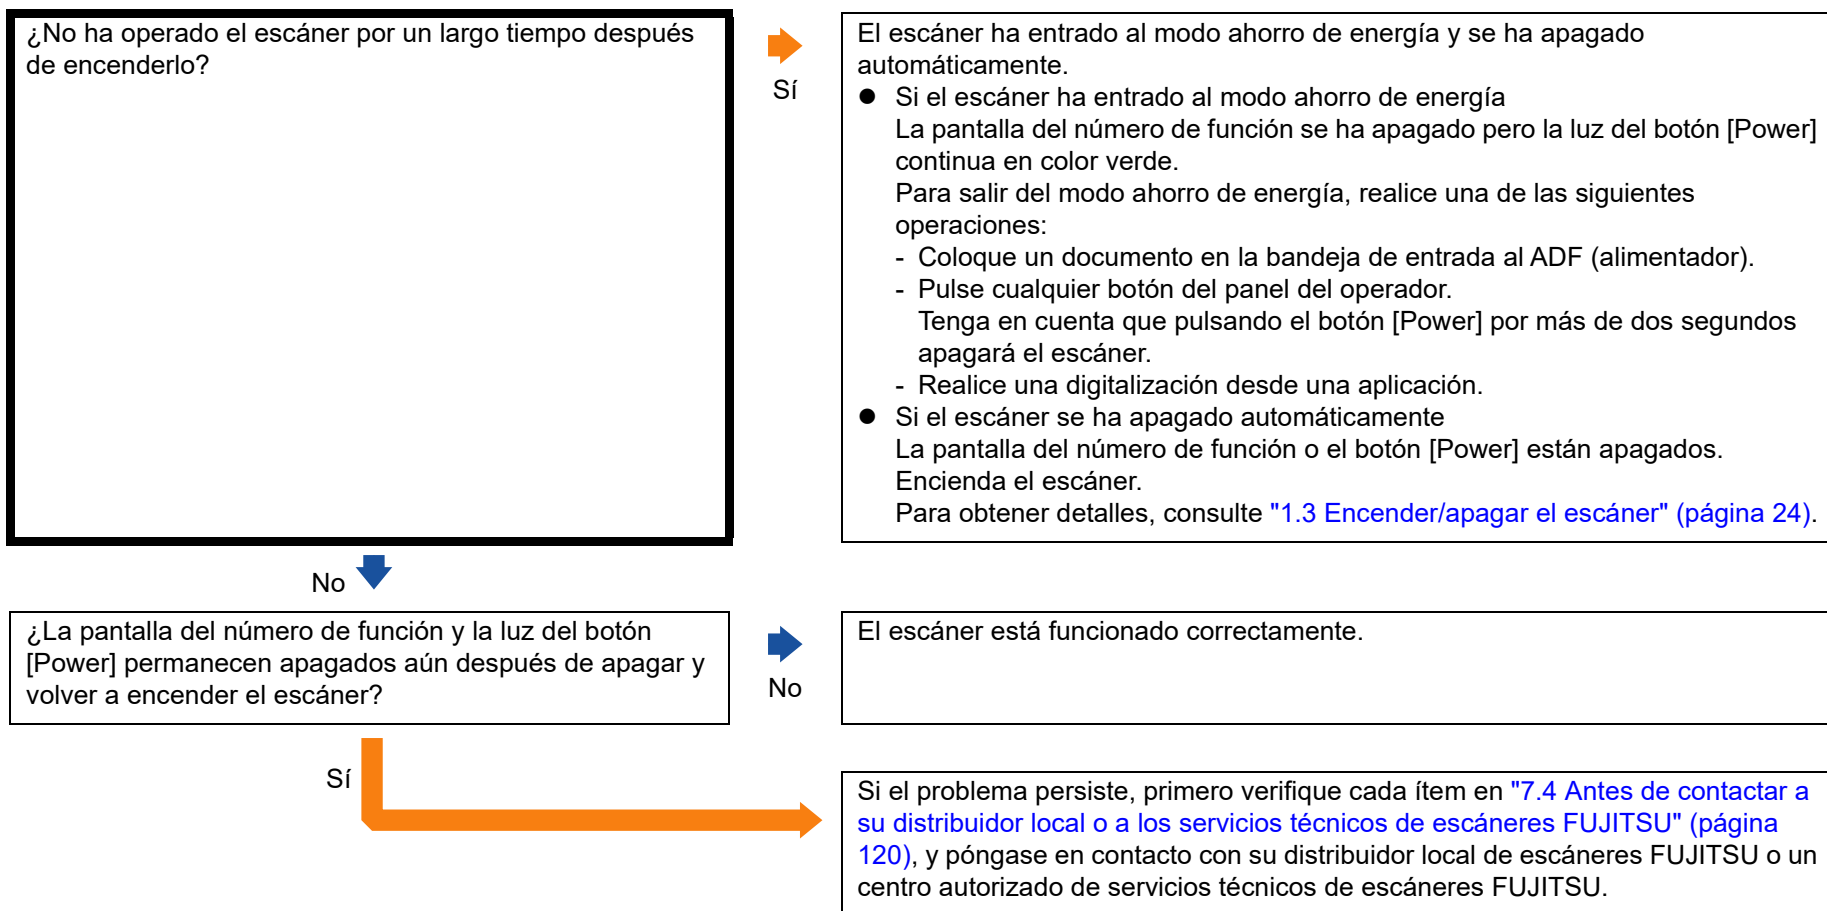 ¿No ha operado el escáner por un largo tiempo después
de encenderlo?
Sí
El escáner ha entrado al modo ahorro de energía y se ha apagado
automáticamente.
● Si el escáner ha entrado al modo ahorro de energía
La pantalla del número de función se ha apagado pero la luz del botón [Power]
continua en color verde.
Para salir del modo ahorro de energía, realice una de las siguientes
operaciones:
- Coloque un documento en la bandeja de entrada al ADF (alimentador).
- Pulse cualquier botón del panel del operador.
Tenga en cuenta que pulsando el botón [Power] por más de dos segundos
apagará el escáner.
- Realice una digitalización desde una aplicación.
● Si el escáner se ha apagado automáticamente
La pantalla del número de función o el botón [Power] están apagados.
Encienda el escáner.
Para obtener detalles, consulte "1.3 Encender/apagar el escáner" (página 24).
No
¿La pantalla del número de función y la luz del botón
[Power] permanecen apagados aún después de apagar y
volver a encender el escáner?
No
El escáner está funcionado correctamente.
Sí
Si el problema persiste, primero verifique cada ítem en "7.4 Antes de contactar a
su distribuidor local o a los servicios técnicos de escáneres FUJITSU" (página
120), y póngase en contacto con su distribuidor local de escáneres FUJITSU o un
centro autorizado de servicios técnicos de escáneres FUJITSU.